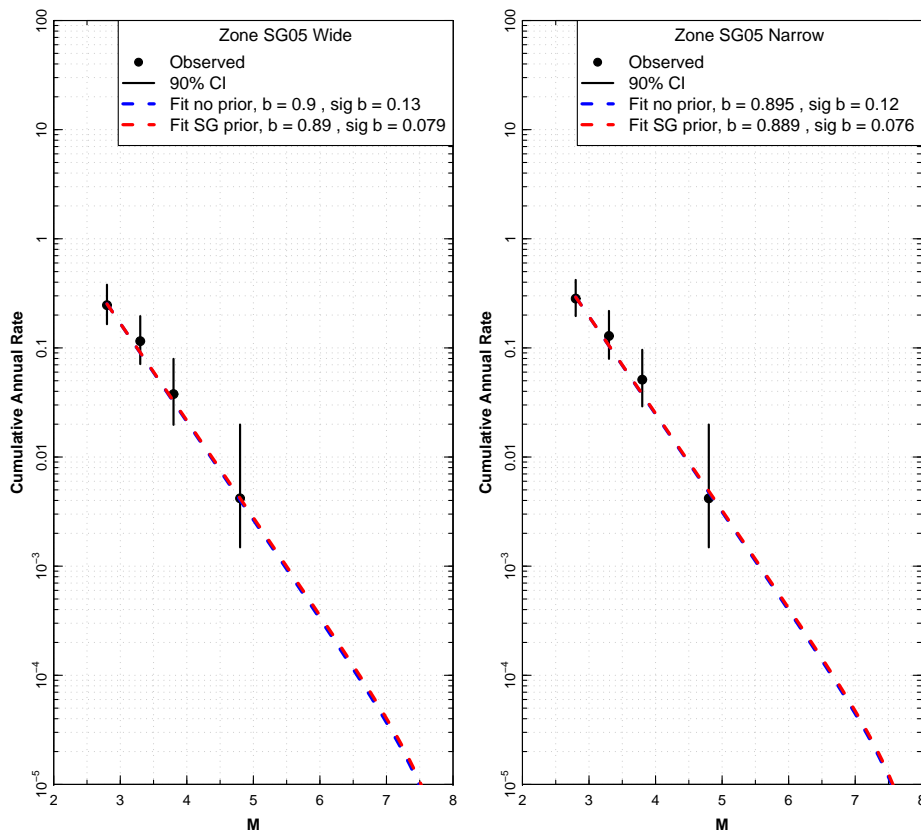 Zone SG05 Wide
Observed
90% CI
Fit no prior, b = 0.9 , sig b = 0.13
Fit SG prior, b = 0.89 , sig b = 0.079
Cumulative Annual Rate
100
10
1
0.1
0.01
10⁻³
10⁻⁴
10⁻⁵
2 3 4 5 6 7 8
M
Zone SG05 Narrow
Observed
90% CI
Fit no prior, b = 0.895 , sig b = 0.12
Fit SG prior, b = 0.889 , sig b = 0.076
Cumulative Annual Rate
100
10
1
0.1
0.01
10⁻³
10⁻⁴
10⁻⁵
2 3 4 5 6 7 8
M